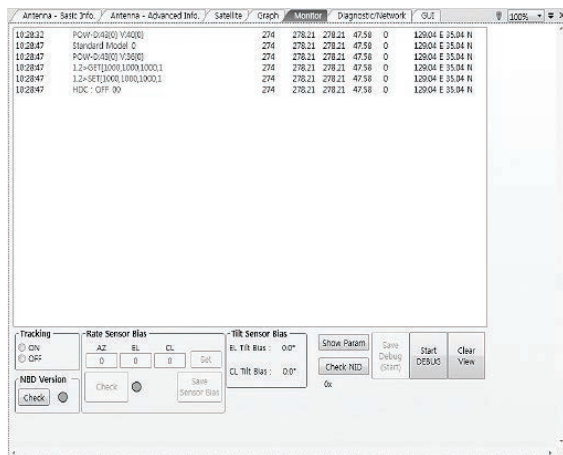 Antenna - Basic Info. Antenna - Advanced Info. Satellite Graph Monitor Diagnostic/Network GUI 100%
10:28:32 POW-D:43[0] V:40[0] 274 278.21 278.21 47.58 0 129.04 E 35.04 N
10:28:47 Standard Model 0 274 278.21 278.21 47.58 0 129.04 E 35.04 N
10:28:47 POW-D:43[0] V:36[0] 274 278.21 278.21 47.58 0 129.04 E 35.04 N
10:28:47 1.2>GET[1000,1000,1000,1 274 278.21 278.21 47.58 0 129.04 E 35.04 N
10:28:47 1.2>SET[1000,1000,1000,1 274 278.21 278.21 47.58 0 129.04 E 35.04 N
10:28:47 HDC : OFF 00 274 278.21 278.21 47.58 0 129.04 E 35.04 N
Tracking
ON
OFF
NBD Version
Check
Rate Sensor Bias
AZ EL CL
0 0 0 Set
Check
Save
Sensor Bias
Tilt Sensor Bias
EL Tilt Bias : 0.0°
CL Tilt Bias : 0.0°
Show Param
Check NID
0x
Save
Debug
(Start)
Start
DEBUG
Clear
View